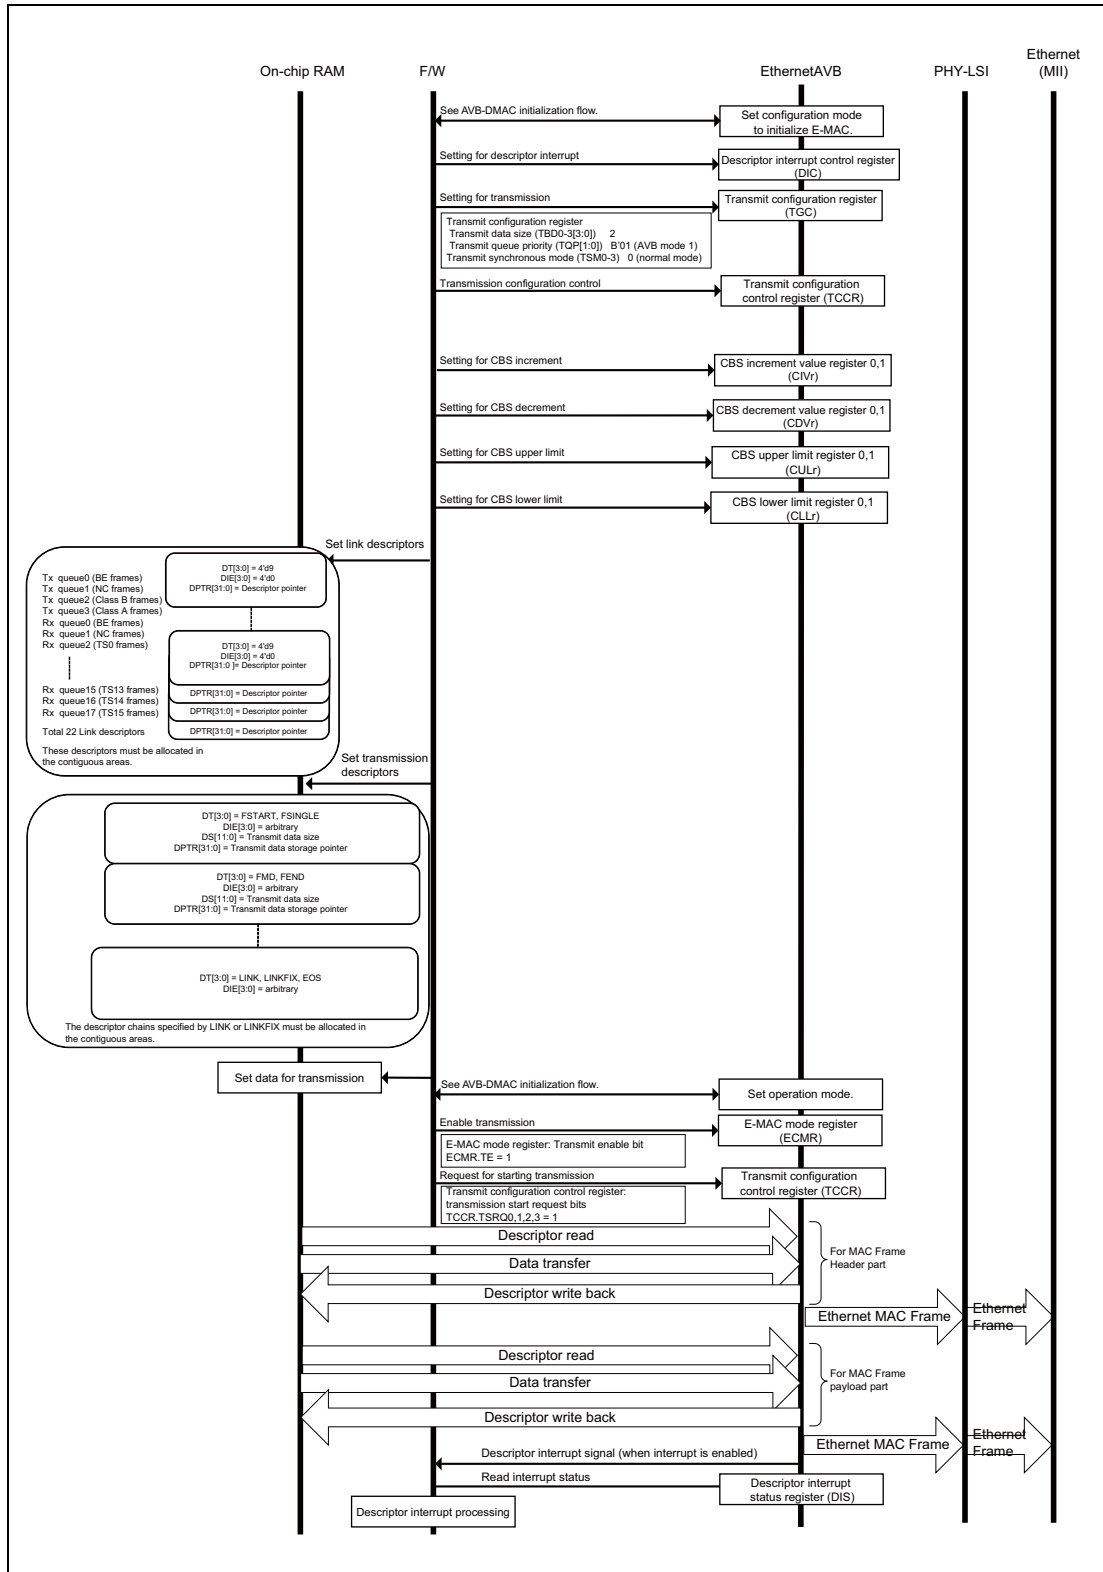 Ethernet
(MII)
On-chip RAM
F/W
EthernetAVB
PHY-LSI
See AVB-DMAC initialization flow.
Set configuration mode
to initialize E-MAC.
Setting for descriptor interrupt
Descriptor interrupt control register
(DIC)
Setting for transmission
Transmit configuration register
(TGC)
Transmit configuration register
Transmit data size (TBD0-3[3:0]) 2
Transmit queue priority (TQP[1:0]) B'01 (AVB mode 1)
Transmit synchronous mode (TSM0-3) 0 (normal mode)
Transmission configuration control
Transmit configuration
control register (TCCR)
Setting for CBS increment
CBS increment value register 0,1
(CIVr)
Setting for CBS decrement
CBS decrement value register 0,1
(CDVr)
Setting for CBS upper limit
CBS upper limit register 0,1
(CULr)
Setting for CBS lower limit
CBS lower limit register 0,1
(CLLr)
Set link descriptors
Tx queue0 (BE frames)
Tx queue1 (NC frames)
Tx queue2 (Class B frames)
Tx queue3 (Class A frames)
Rx queue0 (BE frames)
Rx queue1 (NC frames)
Rx queue2 (TS0 frames)
Rx queue15 (TS13 frames)
Rx queue16 (TS14 frames)
Rx queue17 (TS15 frames)
Total 22 Link descriptors
These descriptors must be allocated in
the contiguous areas.
DT[3:0] = 4'd9
DIE[3:0] = 4'd0
DPTR[31:0] = Descriptor pointer
DT[3:0] = 4'd9
DIE[3:0] = 4'd0
DPTR[31:0 ]= Descriptor pointer
DPTR[31:0] = Descriptor pointer
DPTR[31:0] = Descriptor pointer
DPTR[31:0] = Descriptor pointer
Set transmission
descriptors
DT[3:0] = FSTART, FSINGLE
DIE[3:0] = arbitrary
DS[11:0] = Transmit data size
DPTR[31:0] = Transmit data storage pointer
DT[3:0] = FMD, FEND
DIE[3:0] = arbitrary
DS[11:0] = Transmit data size
DPTR[31:0] = Transmit data storage pointer
DT[3:0] = LINK, LINKFIX, EOS
DIE[3:0] = arbitrary
The descriptor chains specified by LINK or LINKFIX must be allocated in
the contiguous areas.
Set data for transmission
See AVB-DMAC initialization flow.
Set operation mode.
Enable transmission
E-MAC mode register
(ECMR)
E-MAC mode register: Transmit enable bit
ECMR.TE = 1
Request for starting transmission
Transmit configuration
control register (TCCR)
Transmit configuration control register:
transmission start request bits
TCCR.TSRQ0,1,2,3 = 1
Descriptor read
Data transfer
Descriptor write back
For MAC Frame
Header part
Ethernet MAC Frame
Ethernet
Frame
Descriptor read
Data transfer
Descriptor write back
For MAC Frame
payload part
Ethernet MAC Frame
Ethernet
Frame
Descriptor interrupt signal (when interrupt is enabled)
Read interrupt status
Descriptor interrupt
status register (DIS)
Descriptor interrupt processing